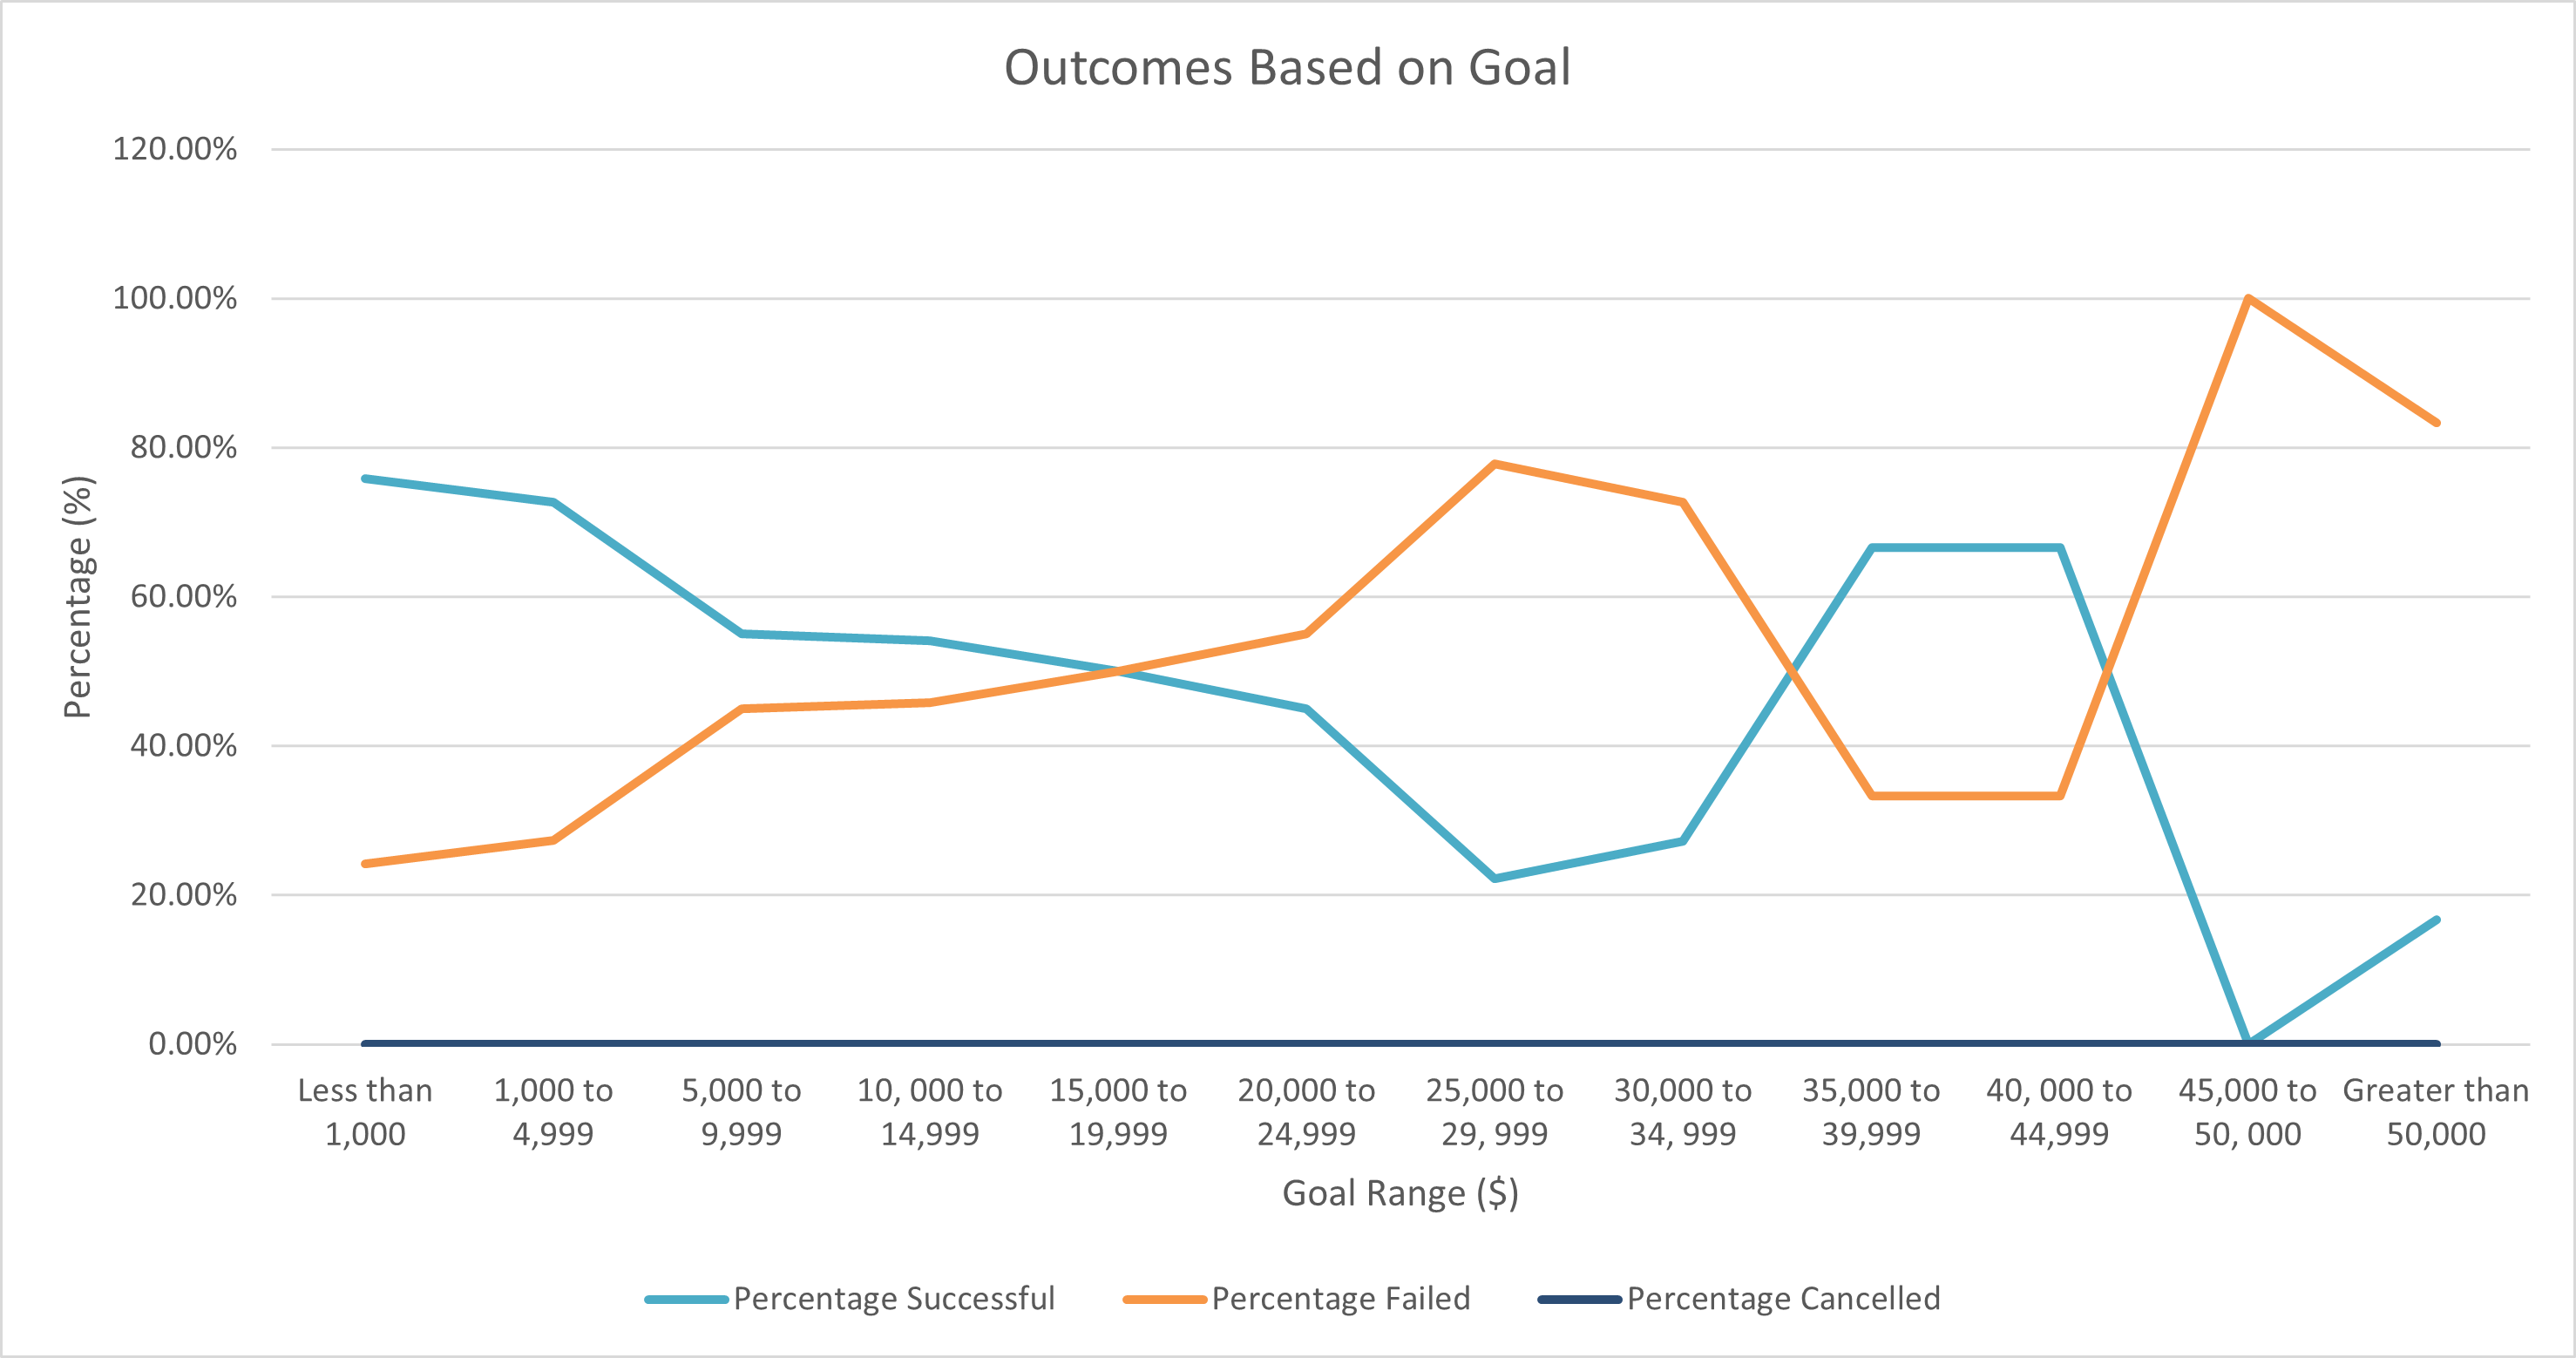 Outcomes Based on Goal
120.00%
100.00%
80.00%
60.00%
40.00%
20.00%
0.00%
Percentage (%)
Less than 1,000
1,000 to 4,999
5,000 to 9,999
10, 000 to 14,999
15,000 to 19,999
20,000 to 24,999
25,000 to 29, 999
30,000 to 34, 999
35,000 to 39,999
40, 000 to 44,999
45,000 to 50, 000
Greater than 50,000
Goal Range ($)
Percentage Successful
Percentage Failed
Percentage Cancelled